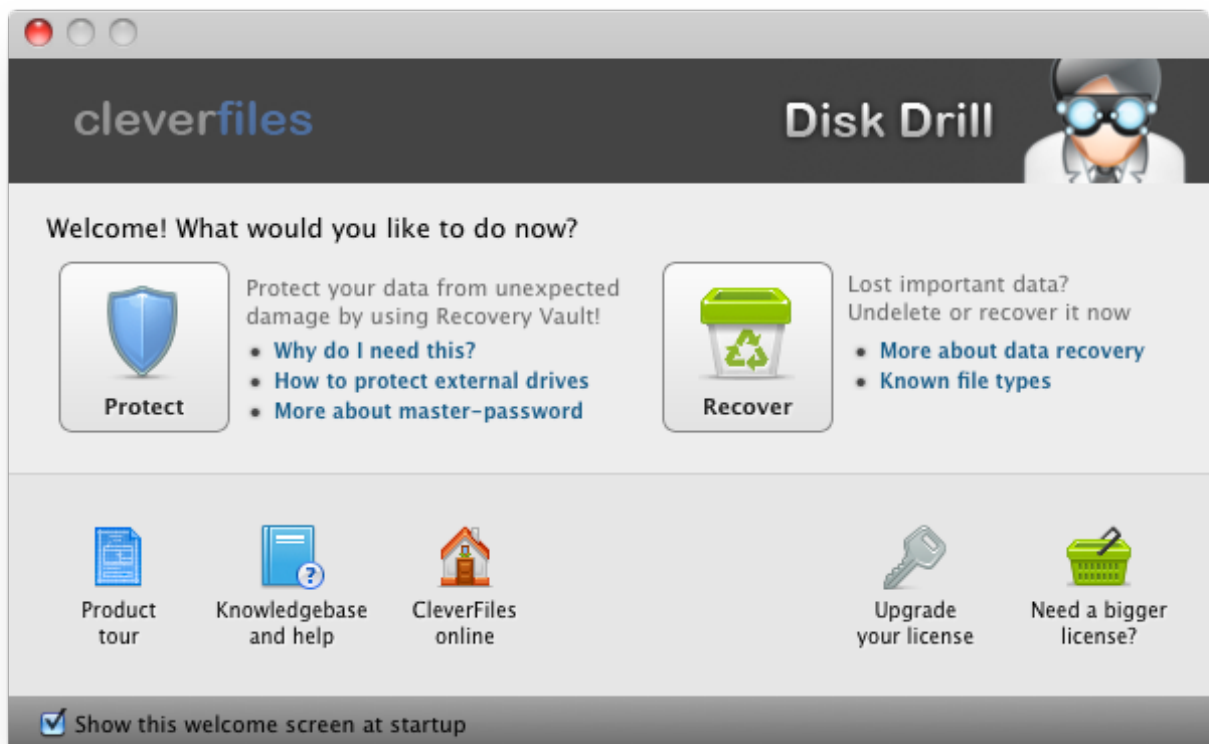 cleverfiles
Disk Drill
Welcome! What would you like to do now?
Protect
Protect your data from unexpected
damage by using Recovery Vault!
• Why do I need this?
• How to protect external drives
• More about master-password
Recover
Lost important data?
Undelete or recover it now
• More about data recovery
• Known file types
Product
tour
Knowledgebase
and help
CleverFiles
online
Upgrade
your license
Need a bigger
license?
Show this welcome screen at startup